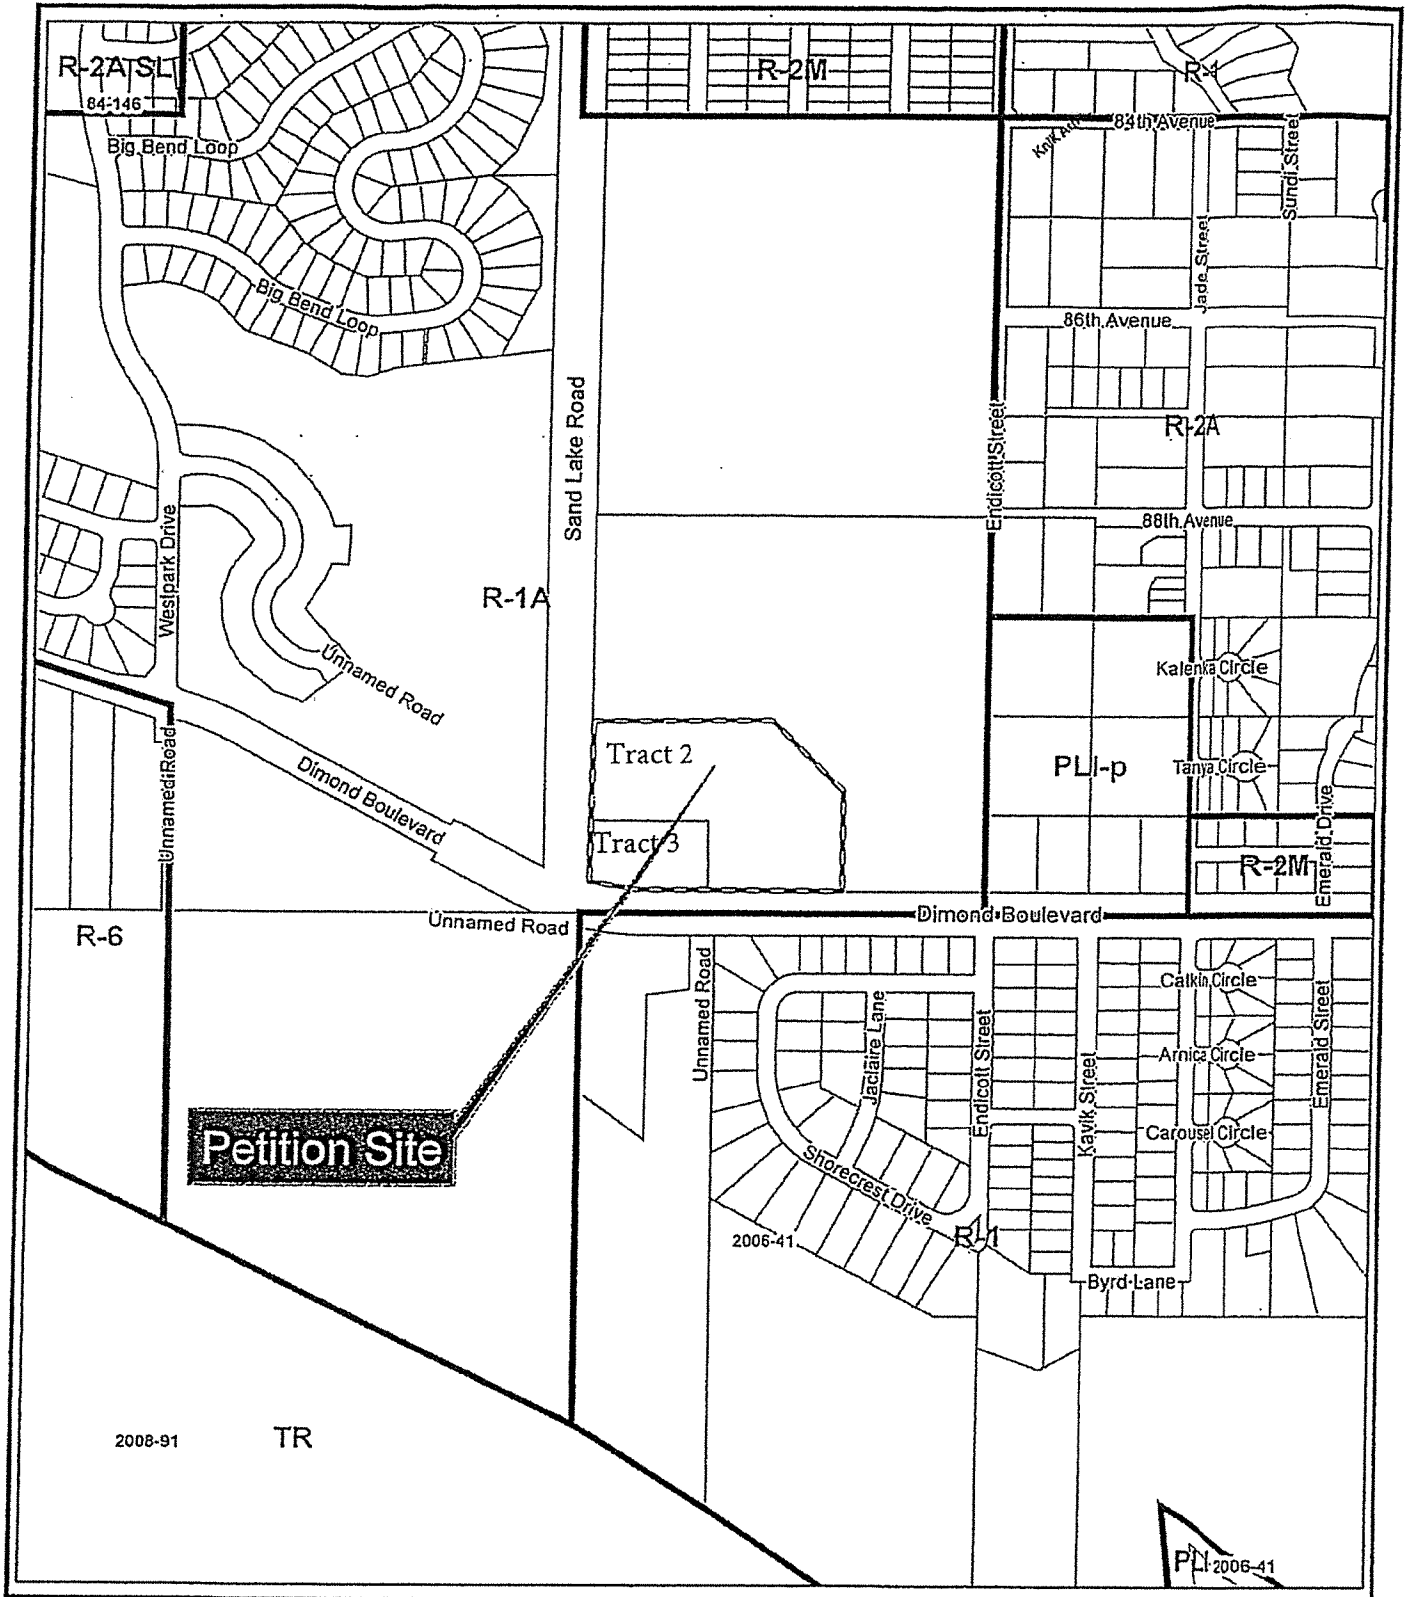 R-2A SL
84-146
R-2M
R-1
84th Avenue
Big Bend Loop
Sundi Street
Jade Street
Big Bend Loop
86th Avenue
Sand Lake Road
Endicott Street
R-2A
88th Avenue
Westpark Drive
R-1A
Unnamed Road
Kalenka Circle
Tract 2
PLI-p
Tanya Circle
Unnamed Road
Dimond Boulevard
Tract 3
Emerald Drive
R-2M
Dimond Boulevard
Unnamed Road
R-6
Unnamed Road
Catkin Circle
Jaclaire Lane
Endicott Street
Emerald Street
Arnica Circle
Kavik Street
Carousel Circle
Petition Site
Shorecrest Drive
R-1
2006-41
Byrd Lane
2008-91
TR
PLI 2006-41